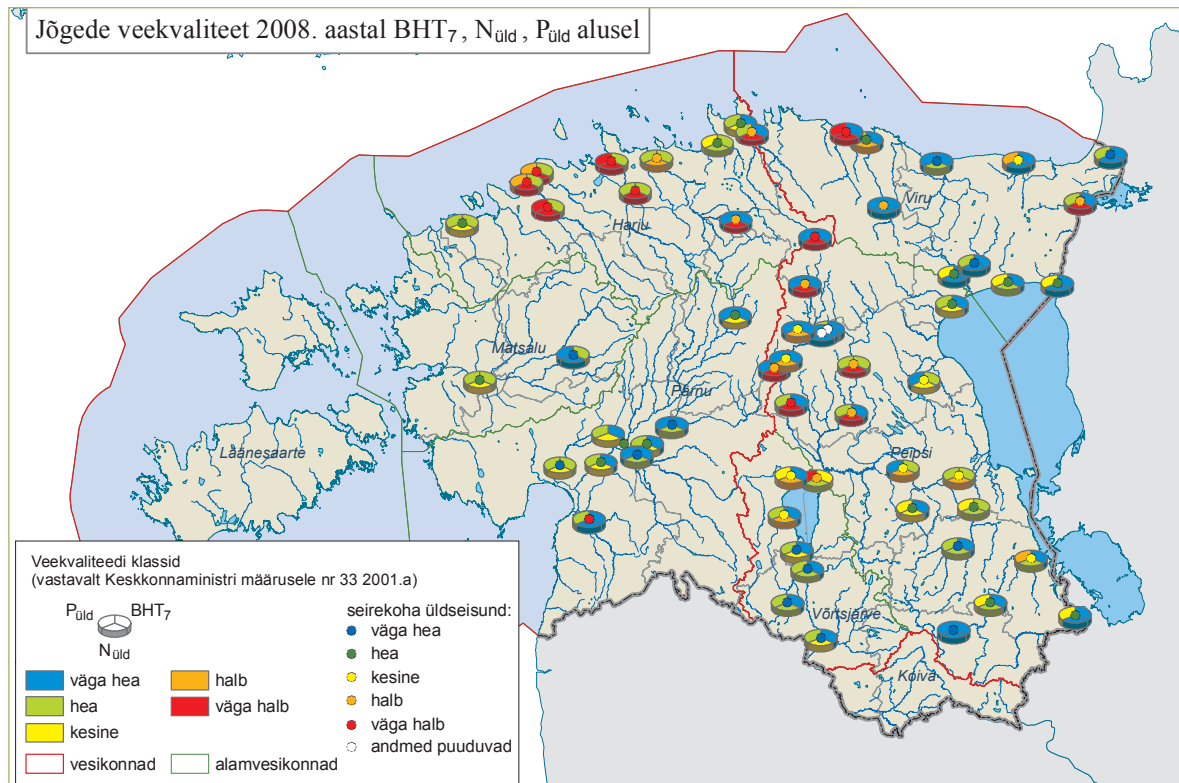 Jõgede veekvaliteet 2008. aastal BHT7 , Nüld , Püld alusel
Viru
Harju
Matsalu
Pärnu
Läänesaarte
Peipsi
Võrtsjärve
Koiva
Veekvaliteedi klassid
(vastavalt Keskkonnaministri määrusele nr 33 2001.a)
Püld BHT7
Nüld
väga hea
hea
kesine
halb
väga halb
vesikonnad
alamvesikonnad
seirekoha üldseisund:
väga hea
hea
kesine
halb
väga halb
andmed puuduvad